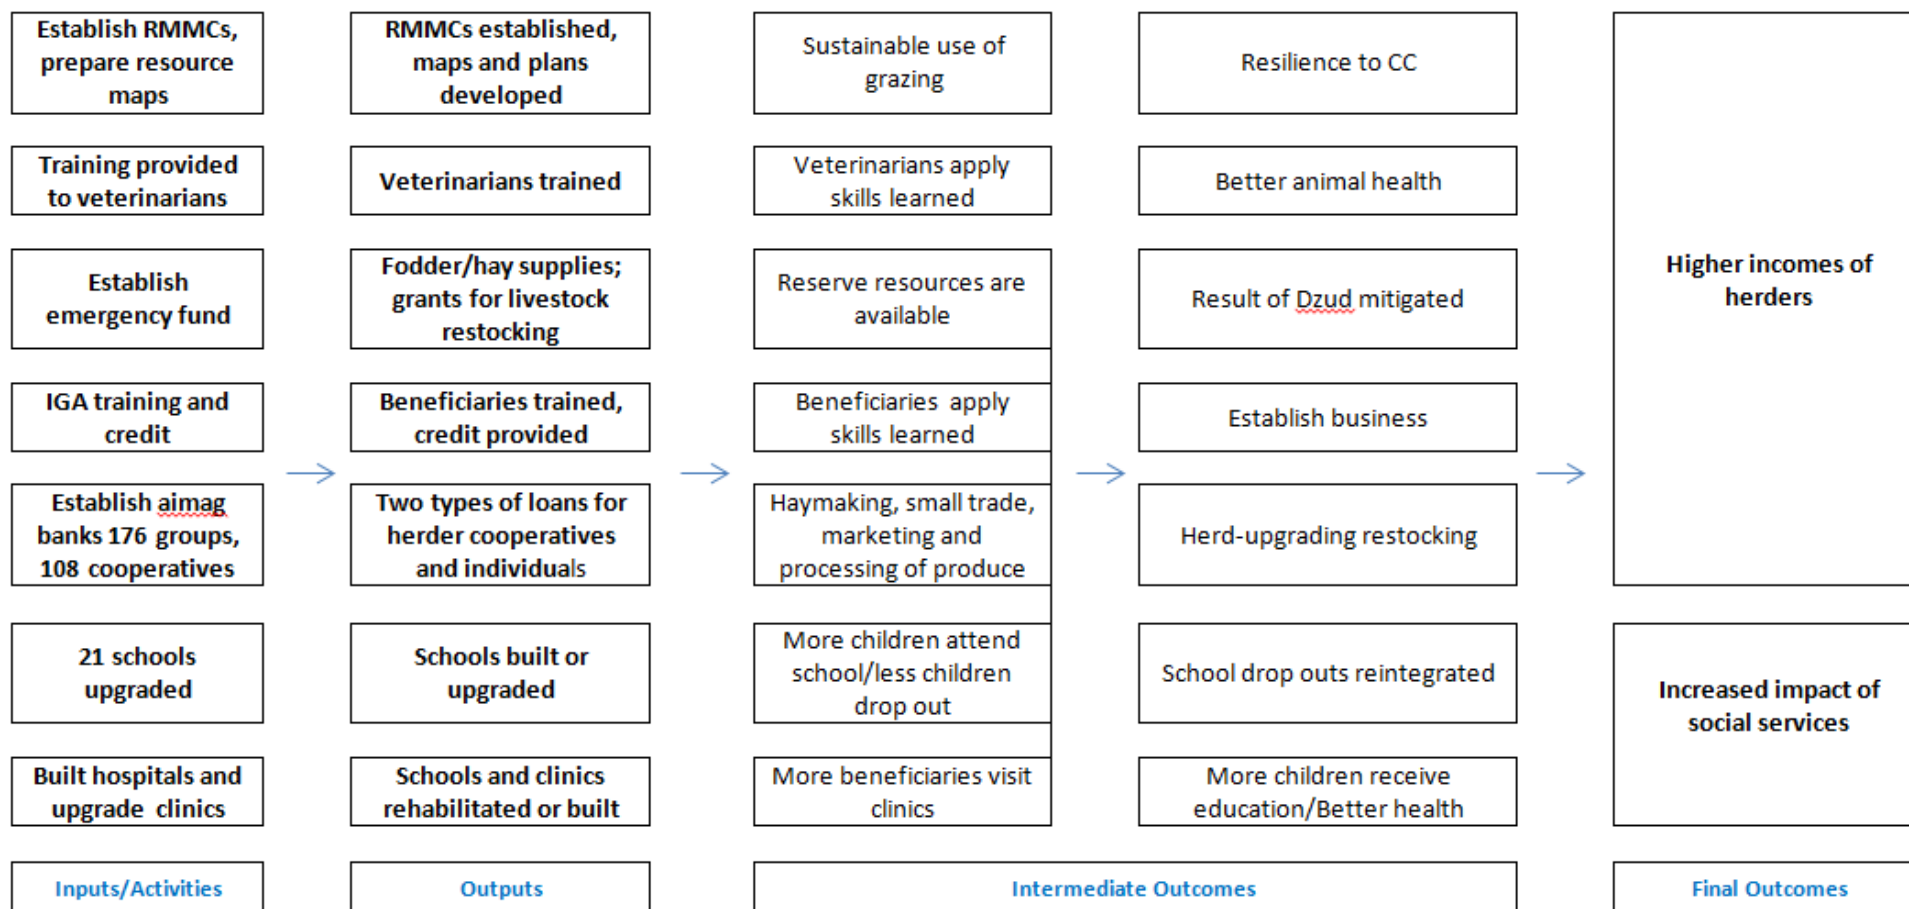 Establish RMMCs,
prepare resource
maps
RMMCs established,
maps and plans
developed
Sustainable use of
grazing
Resilience to CC
Training provided
to veterinarians
Veterinarians trained
Veterinarians apply
skills learned
Better animal health
Establish
emergency fund
Fodder/hay supplies;
grants for livestock
restocking
Reserve resources are
available
Result of Dzud mitigated
Higher incomes of
herders
IGA training and
credit
Beneficiaries trained,
credit provided
Beneficiaries apply
skills learned
Establish business
Establish aimag
banks 176 groups,
108 cooperatives
Two types of loans for
herder cooperatives
and individuals
Haymaking, small trade,
marketing and
processing of produce
Herd-upgrading restocking
21 schools
upgraded
Schools built or
upgraded
More children attend
school/less children
drop out
School drop outs reintegrated
Increased impact of
social services
Built hospitals and
upgrade clinics
Schools and clinics
rehabilitated or built
More beneficiaries visit
clinics
More children receive
education/Better health
Inputs/Activities
Outputs
Intermediate Outcomes
Final Outcomes